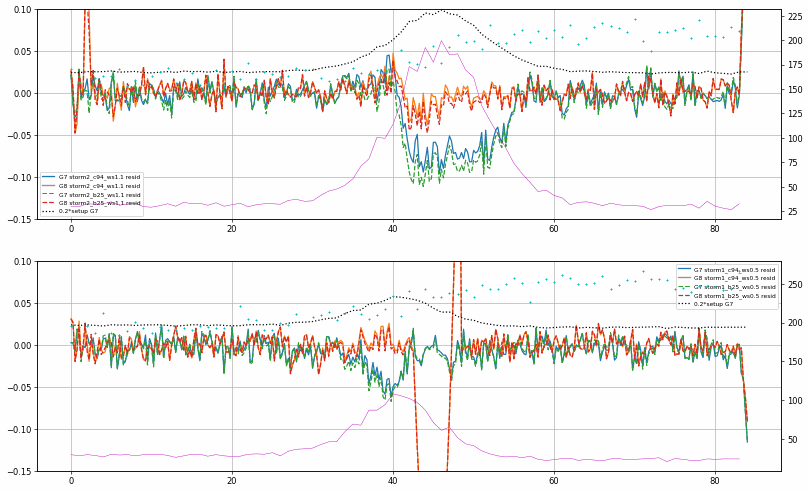 0.10
0.05
0.00
−0.05
−0.10
−0.15
225
200
175
150
125
100
75
50
25
G7 storm2_c94_ws1.1 resid
G8 storm2_c94_ws1.1 resid
G7 storm2_b25_ws1.1 resid
G8 storm2_b25_ws1.1 resid
0.2*setup G7
0 20 40 60 80
0.10
0.05
0.00
−0.05
−0.10
−0.15
250
200
150
100
50
G7 storm1_c94_ws0.5 resid
G8 storm1_c94_ws0.5 resid
G7 storm1_b25_ws0.5 resid
G8 storm1_b25_ws0.5 resid
0.2*setup G7
0 20 40 60 80